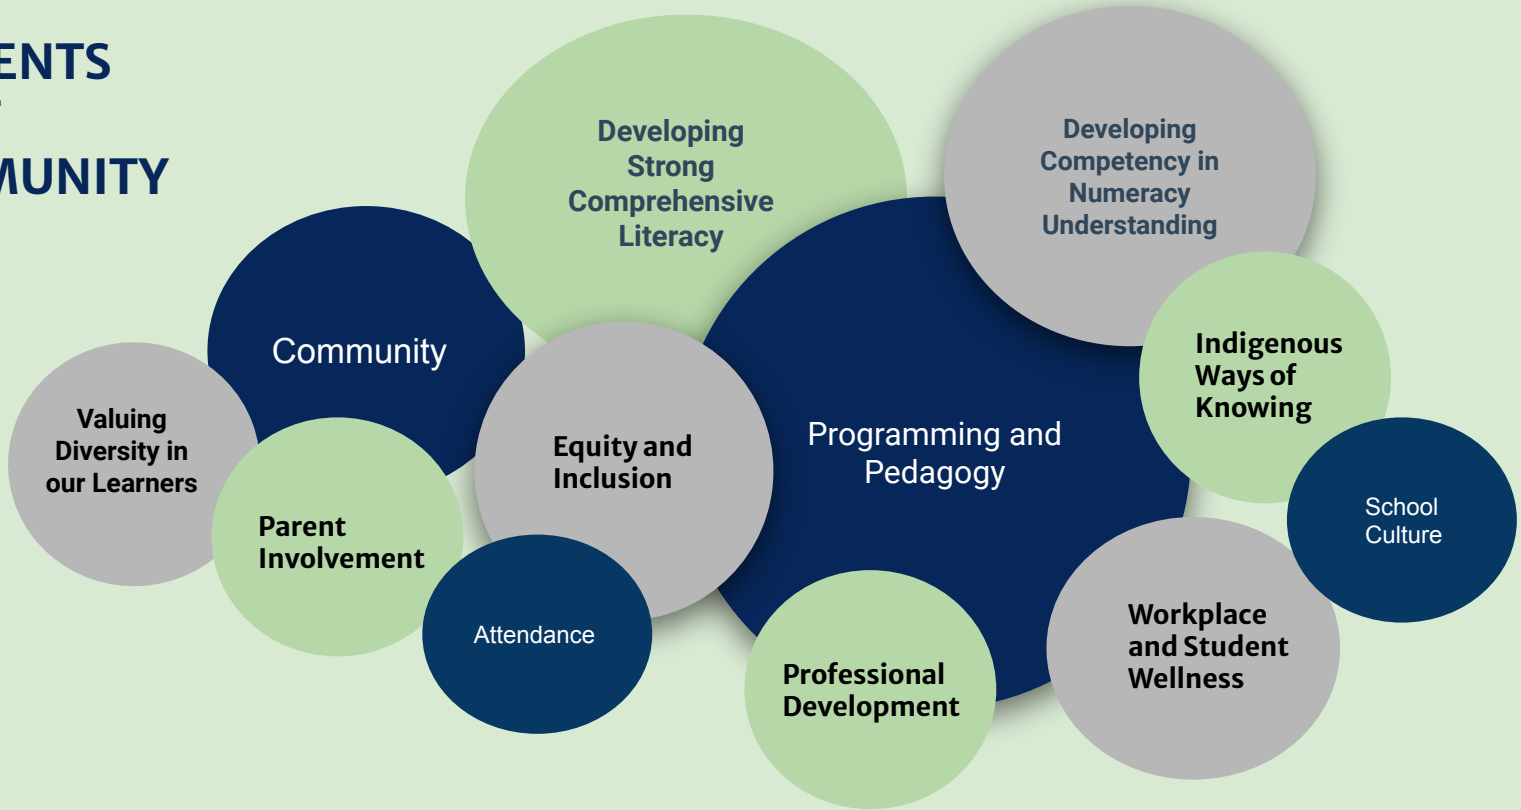 ENTS
MUNITY
Developing
Strong
Comprehensive
Literacy
Developing
Competency in
Numeracy
Understanding
Community
Indigenous
Ways of
Knowing
Valuing
Diversity in
our Learners
Equity and
Inclusion
Programming and
Pedagogy
Parent
Involvement
School
Culture
Attendance
Workplace
and Student
Wellness
Professional
Development